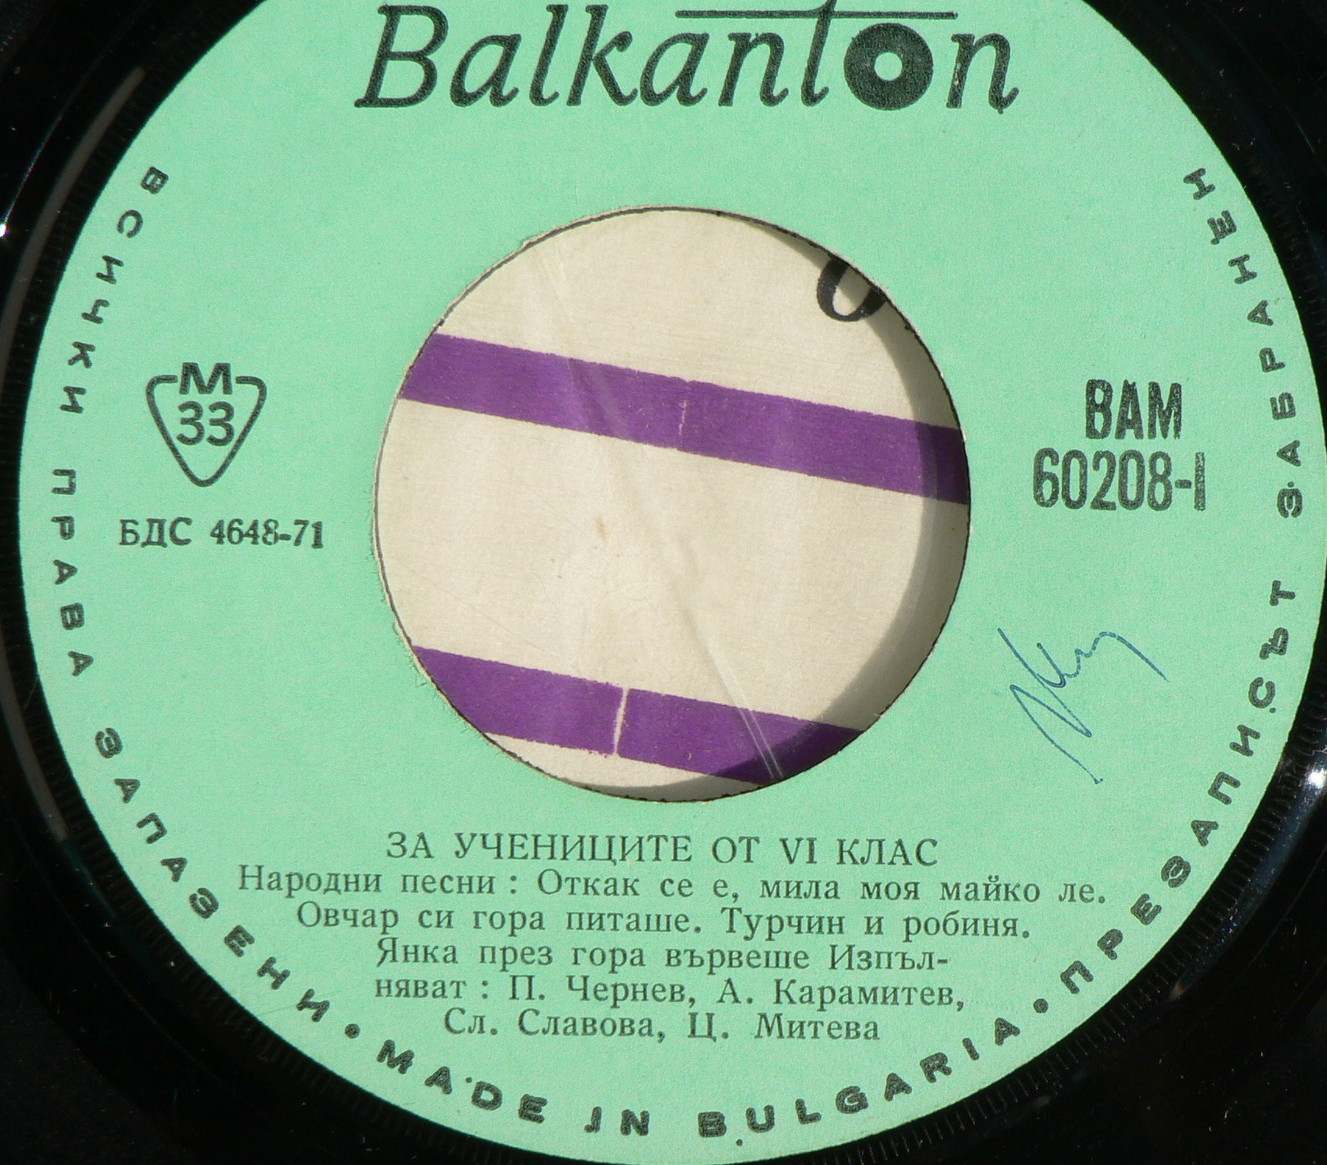 Balkanton
ВСИЧКИ ПРАВА ЗАПАЗЕНИ • MADE IN BULGARIA • ПРЕЗАПИСЪТ ЗАБРАНЕН
М
33
БДС 4648-71
ВАМ
60208-I
ЗА УЧЕНИЦИТЕ ОТ VI КЛАС
Народни песни : Откак се е, мила моя майко ле.
Овчар си гора питаше. Турчин и робиня.
Янка през гора вървеше Изпъл-
няват : П. Чернев, А. Карамитев,
Сл. Славова, Ц. Митева